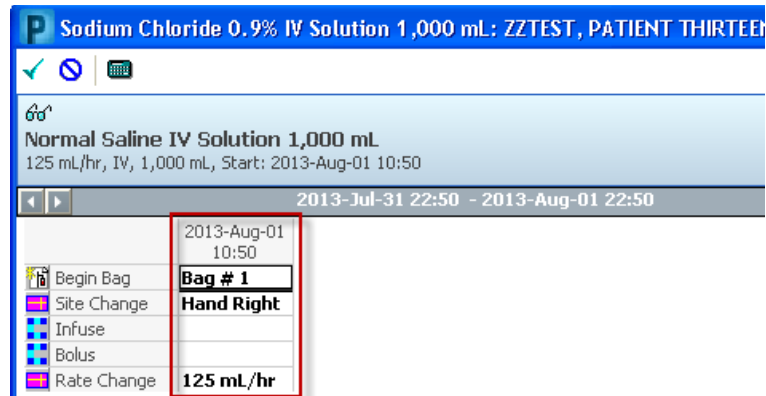 P Sodium Chloride 0.9% IV Solution 1,000 mL: ZZTEST, PATIENT THIRTEEN
Normal Saline IV Solution 1,000 mL
125 mL/hr, IV, 1,000 mL, Start: 2013-Aug-01 10:50
2013-Jul-31 22:50 - 2013-Aug-01 22:50
2013-Aug-01
10:50
Begin Bag Bag # 1
Site Change Hand Right
Infuse
Bolus
Rate Change 125 mL/hr